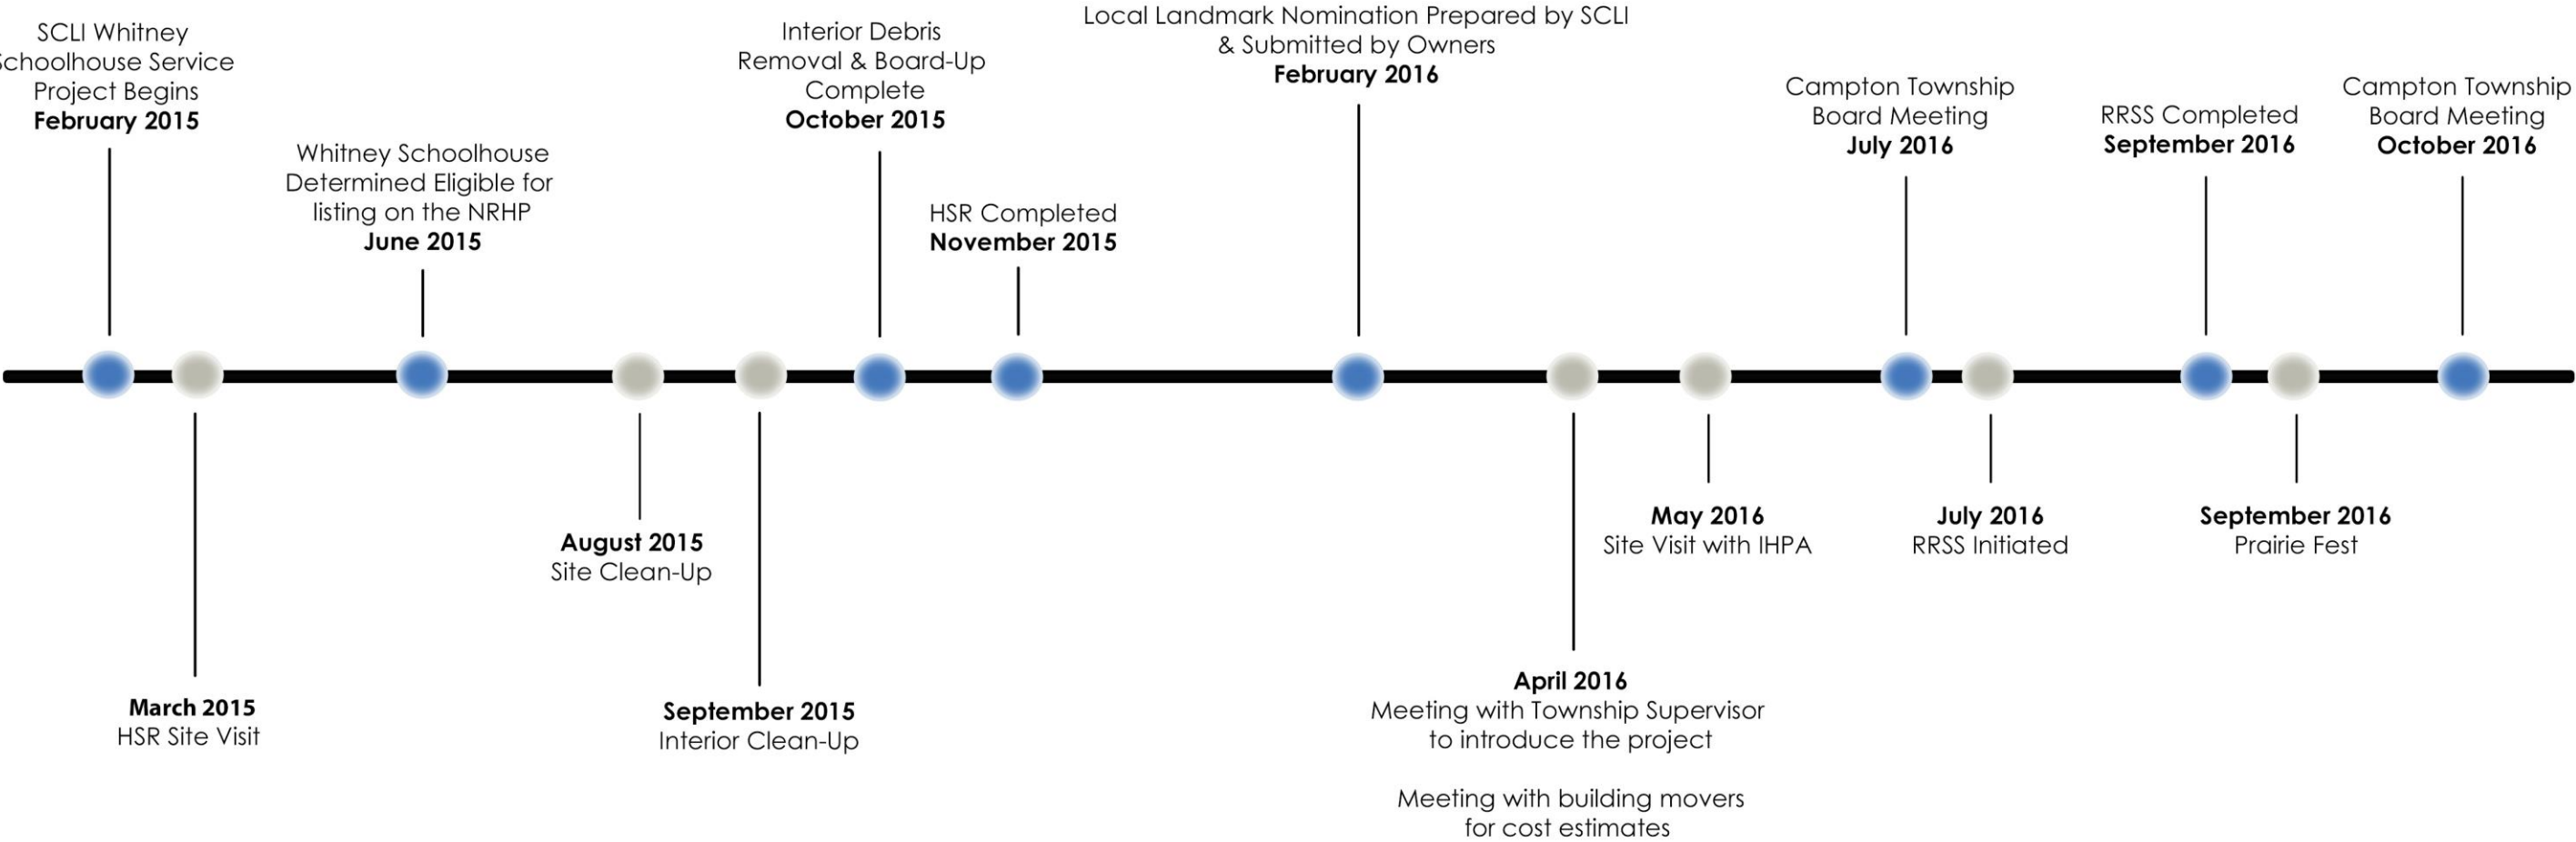 SCLI Whitney
Schoolhouse Service
Project Begins
February 2015
Whitney Schoolhouse
Determined Eligible for
listing on the NRHP
June 2015
Interior Debris
Removal & Board-Up
Complete
October 2015
HSR Completed
November 2015
Local Landmark Nomination Prepared by SCLI
& Submitted by Owners
February 2016
Campton Township
Board Meeting
July 2016
RRSS Completed
September 2016
Campton Township
Board Meeting
October 2016
March 2015
HSR Site Visit
August 2015
Site Clean-Up
September 2015
Interior Clean-Up
April 2016
Meeting with Township Supervisor
to introduce the project
Meeting with building movers
for cost estimates
May 2016
Site Visit with IHPA
July 2016
RRSS Initiated
September 2016
Prairie Fest